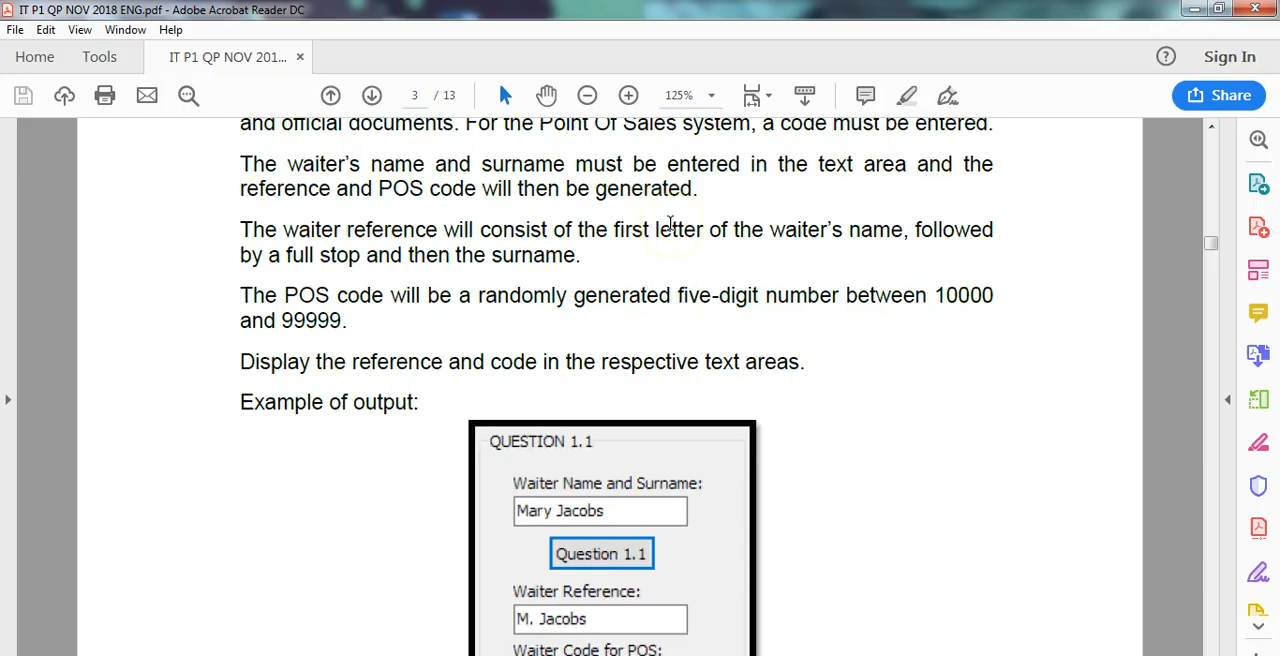 IT P1 QP NOV 2018 ENG.pdf - Adobe Acrobat Reader DC
File Edit View Window Help
Home Tools IT P1 QP NOV 201... × Sign In
3 / 13 125% Share
and official documents. For the Point Of Sales system, a code must be entered.
The waiter's name and surname must be entered in the text area and the
reference and POS code will then be generated.
The waiter reference will consist of the first letter of the waiter's name, followed
by a full stop and then the surname.
The POS code will be a randomly generated five-digit number between 10000
and 99999.
Display the reference and code in the respective text areas.
Example of output:
QUESTION 1.1
Waiter Name and Surname:
Mary Jacobs
Question 1.1
Waiter Reference:
M. Jacobs
Waiter Code for POS: